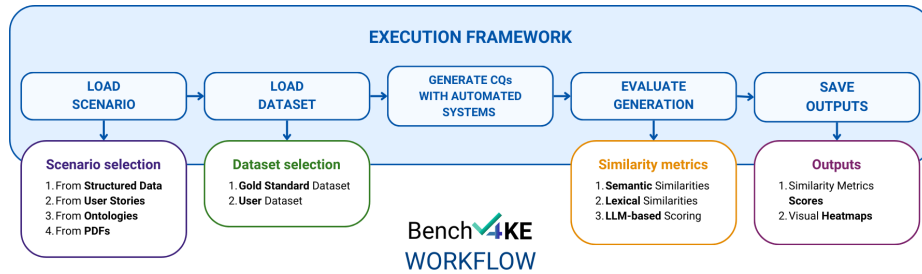 EXECUTION FRAMEWORK
LOAD
SCENARIO
LOAD
DATASET
GENERATE CQs
WITH AUTOMATED
SYSTEMS
EVALUATE
GENERATION
SAVE
OUTPUTS
Scenario selection
1. From Structured Data
2. From User Stories
3. From Ontologies
4. From PDFs
Dataset selection
1. Gold Standard Dataset
2. User Dataset
Similarity metrics
1. Semantic Similarities
2. Lexical Similarities
3. LLM-based Scoring
Outputs
1. Similarity Metrics
Scores
2. Visual Heatmaps
Bench4KE
WORKFLOW